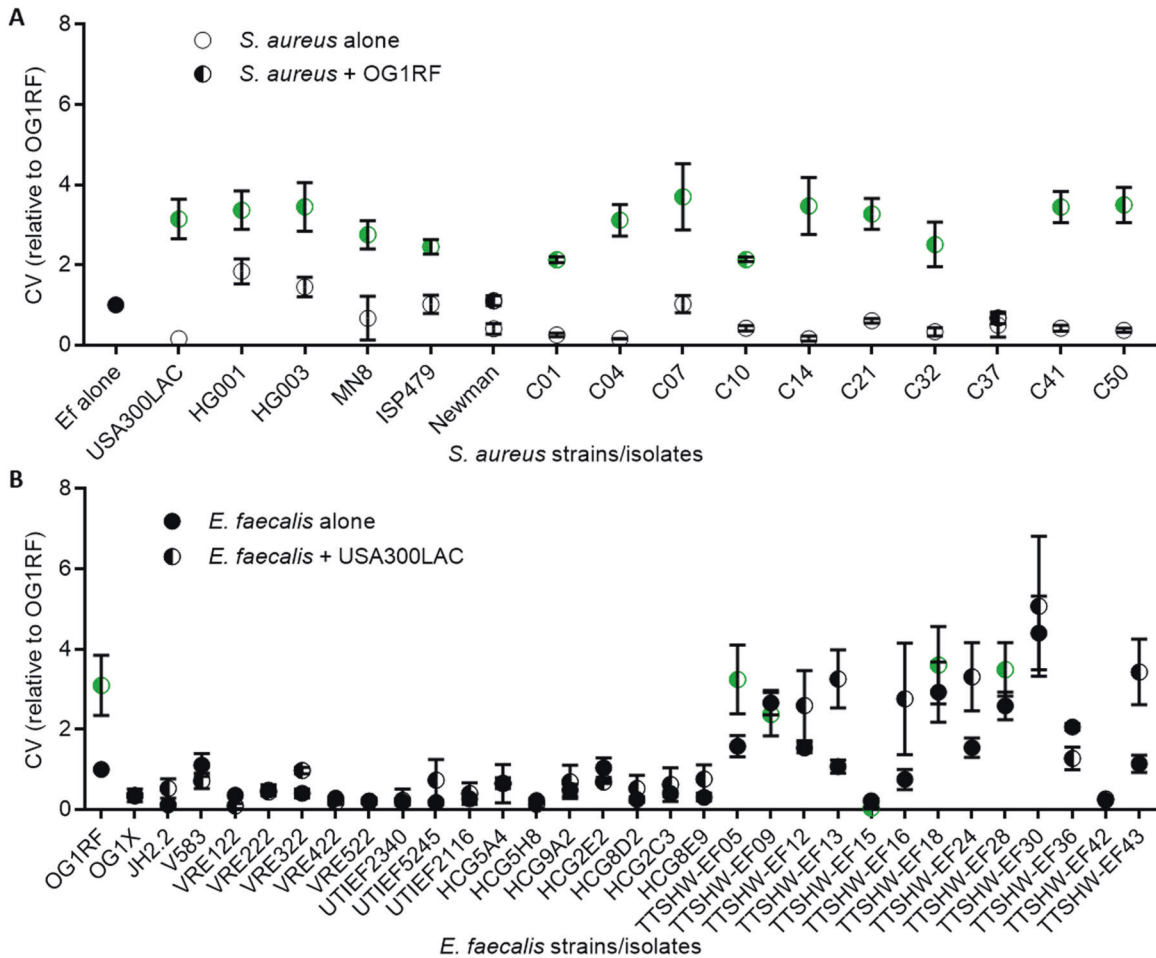 A
CV (relative to OG1RF)
8
6
4
2
0
S. aureus alone
S. aureus + OG1RF
Ef alone
USA300LAC
HG001
HG003
MN8
ISP479
Newman
C01
C04
C07
C10
C14
C21
C32
C37
C41
C50
S. aureus strains/isolates
B
CV (relative to OG1RF)
8
6
4
2
0
E. faecalis alone
E. faecalis + USA300LAC
OG1RF
OG1X
JH2.2
V583
VRE122
VRE222
VRE322
VRE422
VRE522
UTIEF2340
UTIEF5245
UTIEF2116
HCG5A4
HCG5H8
HCG9A2
HCG2E2
HCG8D2
HCG2C3
HCG8E9
TTSHW-EF05
TTSHW-EF09
TTSHW-EF12
TTSHW-EF13
TTSHW-EF15
TTSHW-EF16
TTSHW-EF18
TTSHW-EF24
TTSHW-EF28
TTSHW-EF30
TTSHW-EF36
TTSHW-EF42
TTSHW-EF43
E. faecalis strains/isolates